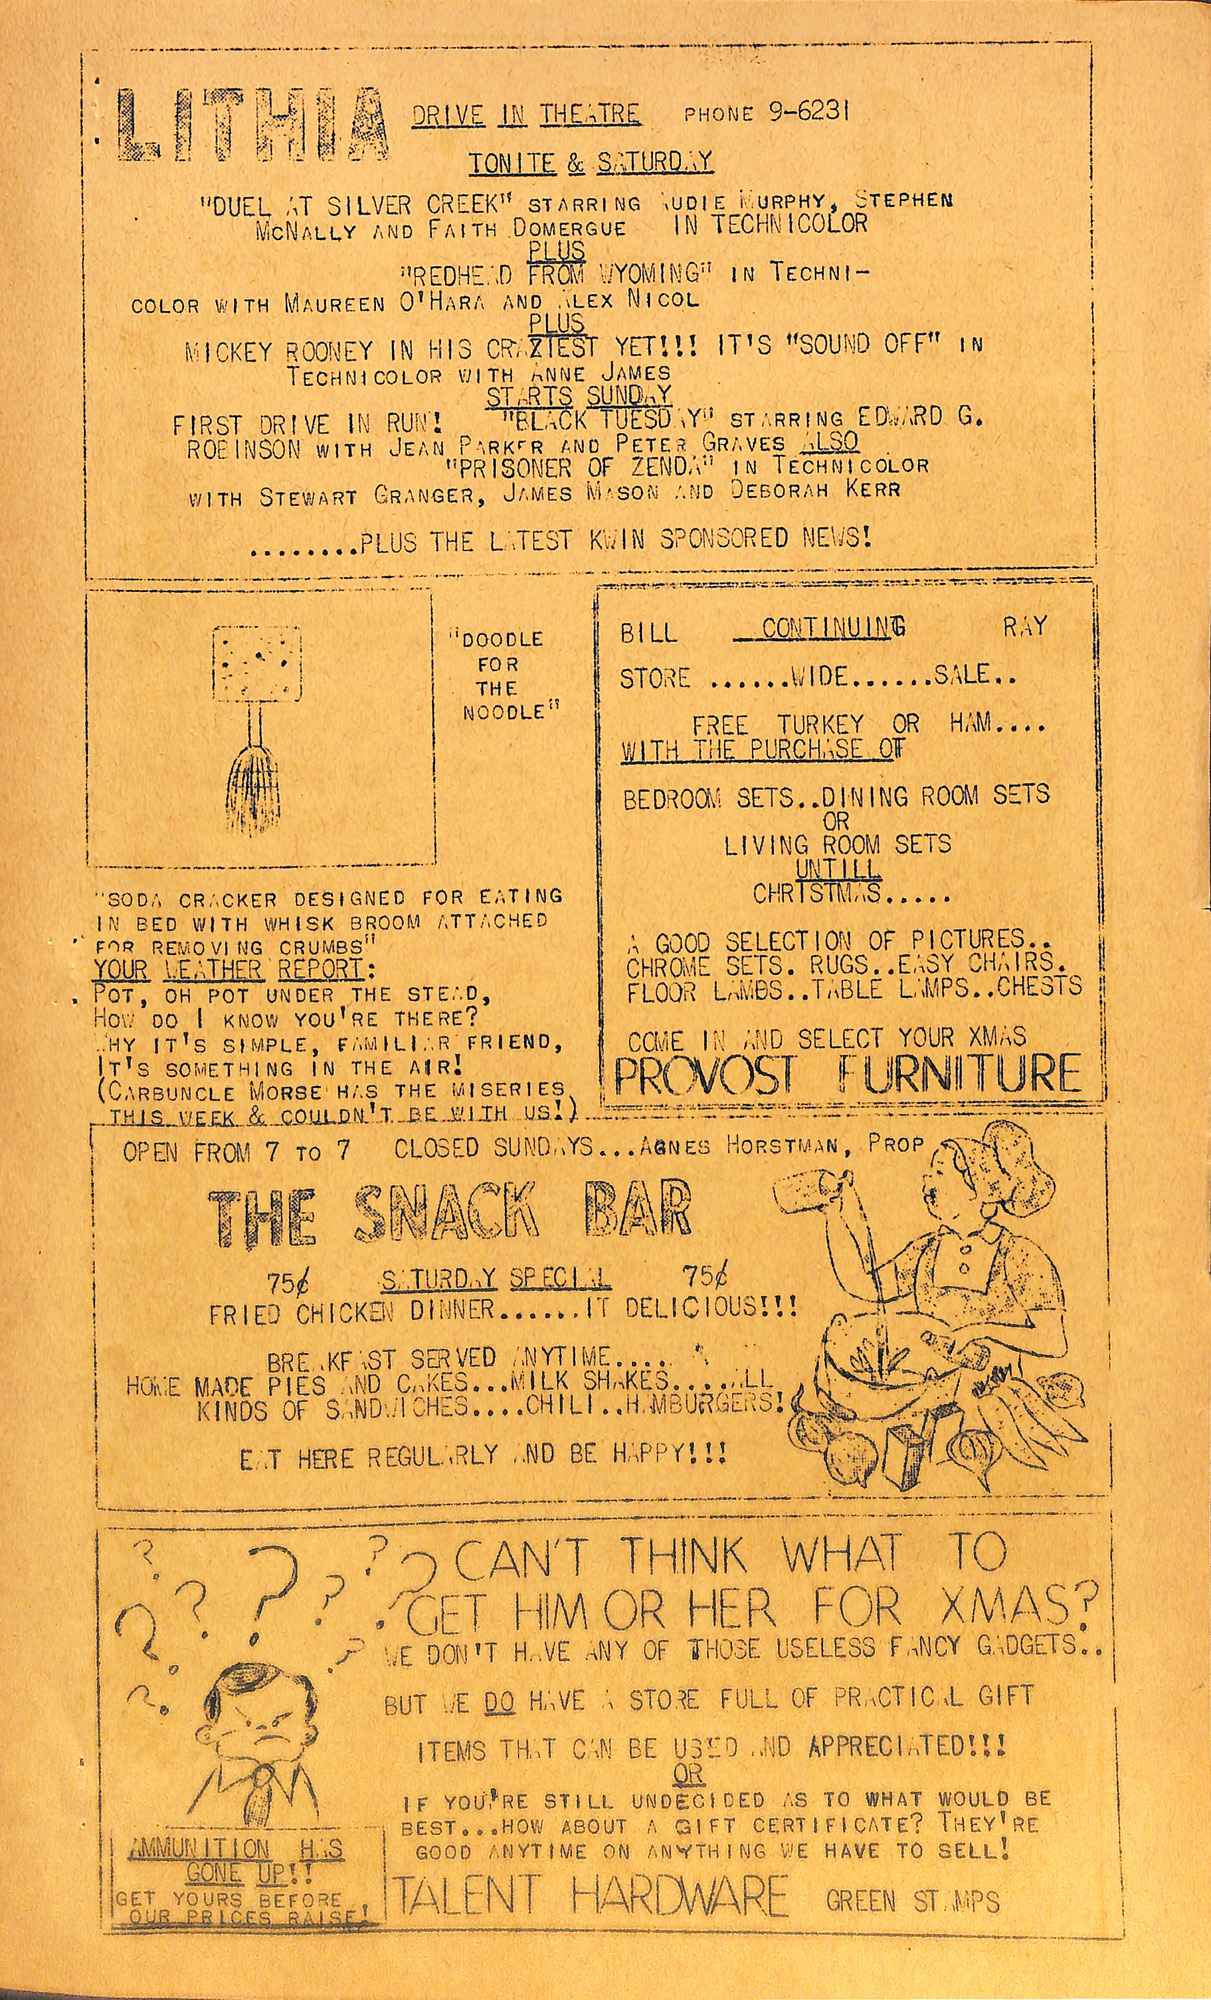 LITHIA DRIVE IN THEATRE PHONE 9-6231
TONITE & SATURDAY
"DUEL AT SILVER CREEK" STARRING AUDIE MURPHY, STEPHEN
MCNALLY AND FAITH DOMERGUE IN TECHNICOLOR
PLUS
"REDHEAD FROM WYOMING" IN TECHNI-
COLOR WITH MAUREEN O'HARA AND ALEX NICOL
PLUS
MICKEY ROONEY IN HIS CRAZIEST YET!!! IT'S "SOUND OFF" IN
TECHNICOLOR WITH ANNE JAMES
STARTS SUNDAY
FIRST DRIVE IN RUN! "BLACK TUESDAY" STARRING EDWARD G.
ROBINSON WITH JEAN PARKER AND PETER GRAVES ALSO
"PRISONER OF ZENDA" IN TECHNICOLOR
WITH STEWART GRANGER, JAMES MASON AND DEBORAH KERR
........PLUS THE LATEST KWIN SPONSORED NEWS!
"DOODLE
FOR
THE
NOODLE"
"SODA CRACKER DESIGNED FOR EATING
IN BED WITH WHISK BROOM ATTACHED
FOR REMOVING CRUMBS"
YOUR WEATHER REPORT:
POT, OH POT UNDER THE STEAD,
HOW DO I KNOW YOU'RE THERE?
WHY IT'S SIMPLE, FAMILIAR FRIEND,
IT'S SOMETHING IN THE AIR!
(CARBUNCLE MORSE HAS THE MISERIES
THIS WEEK & COULDN'T BE WITH US!)
BILL CONTINUING RAY
STORE ......WIDE......SALE..
FREE TURKEY OR HAM....
WITH THE PURCHASE OF
BEDROOM SETS..DINING ROOM SETS
OR
LIVING ROOM SETS
UNTILL
CHRISTMAS.....
A GOOD SELECTION OF PICTURES..
CHROME SETS. RUGS..EASY CHAIRS.
FLOOR LAMBS..TABLE LAMPS..CHESTS
COME IN AND SELECT YOUR XMAS
PROVOST FURNITURE
OPEN FROM 7 TO 7 CLOSED SUNDAYS...AGNES HORSTMAN, PROP
THE SNACK BAR
75¢ SATURDAY SPECIAL 75¢
FRIED CHICKEN DINNER......IT DELICIOUS!!!
BREAKFAST SERVED ANYTIME....
HOME MADE PIES AND CAKES...MILK SHAKES....ALL
KINDS OF SANDWICHES....CHILI..HAMBURGERS!
EAT HERE REGULARLY AND BE HAPPY!!!
? ? ? ? ? ? ? ? ?
CAN'T THINK WHAT TO
GET HIM OR HER FOR XMAS?
WE DON'T HAVE ANY OF THOSE USELESS FANCY GADGETS..
BUT WE DO HAVE A STORE FULL OF PRACTICAL GIFT
ITEMS THAT CAN BE USED AND APPRECIATED!!!
OR
IF YOU'RE STILL UNDECIDED AS TO WHAT WOULD BE
BEST...HOW ABOUT A GIFT CERTIFICATE? THEY'RE
GOOD ANYTIME ON ANYTHING WE HAVE TO SELL!
AMMUNITION HAS
GONE UP!!
GET YOURS BEFORE
OUR PRICES RAISE!
TALENT HARDWARE GREEN STAMPS